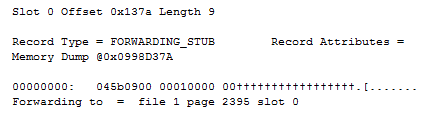 Slot 0 Offset 0x137a Length 9
Record Type = FORWARDING_STUB Record Attributes =
Memory Dump @0x0998D37A
00000000: 045b0900 00010000 00††††††††††††††††††.[.......
Forwarding to = file 1 page 2395 slot 0